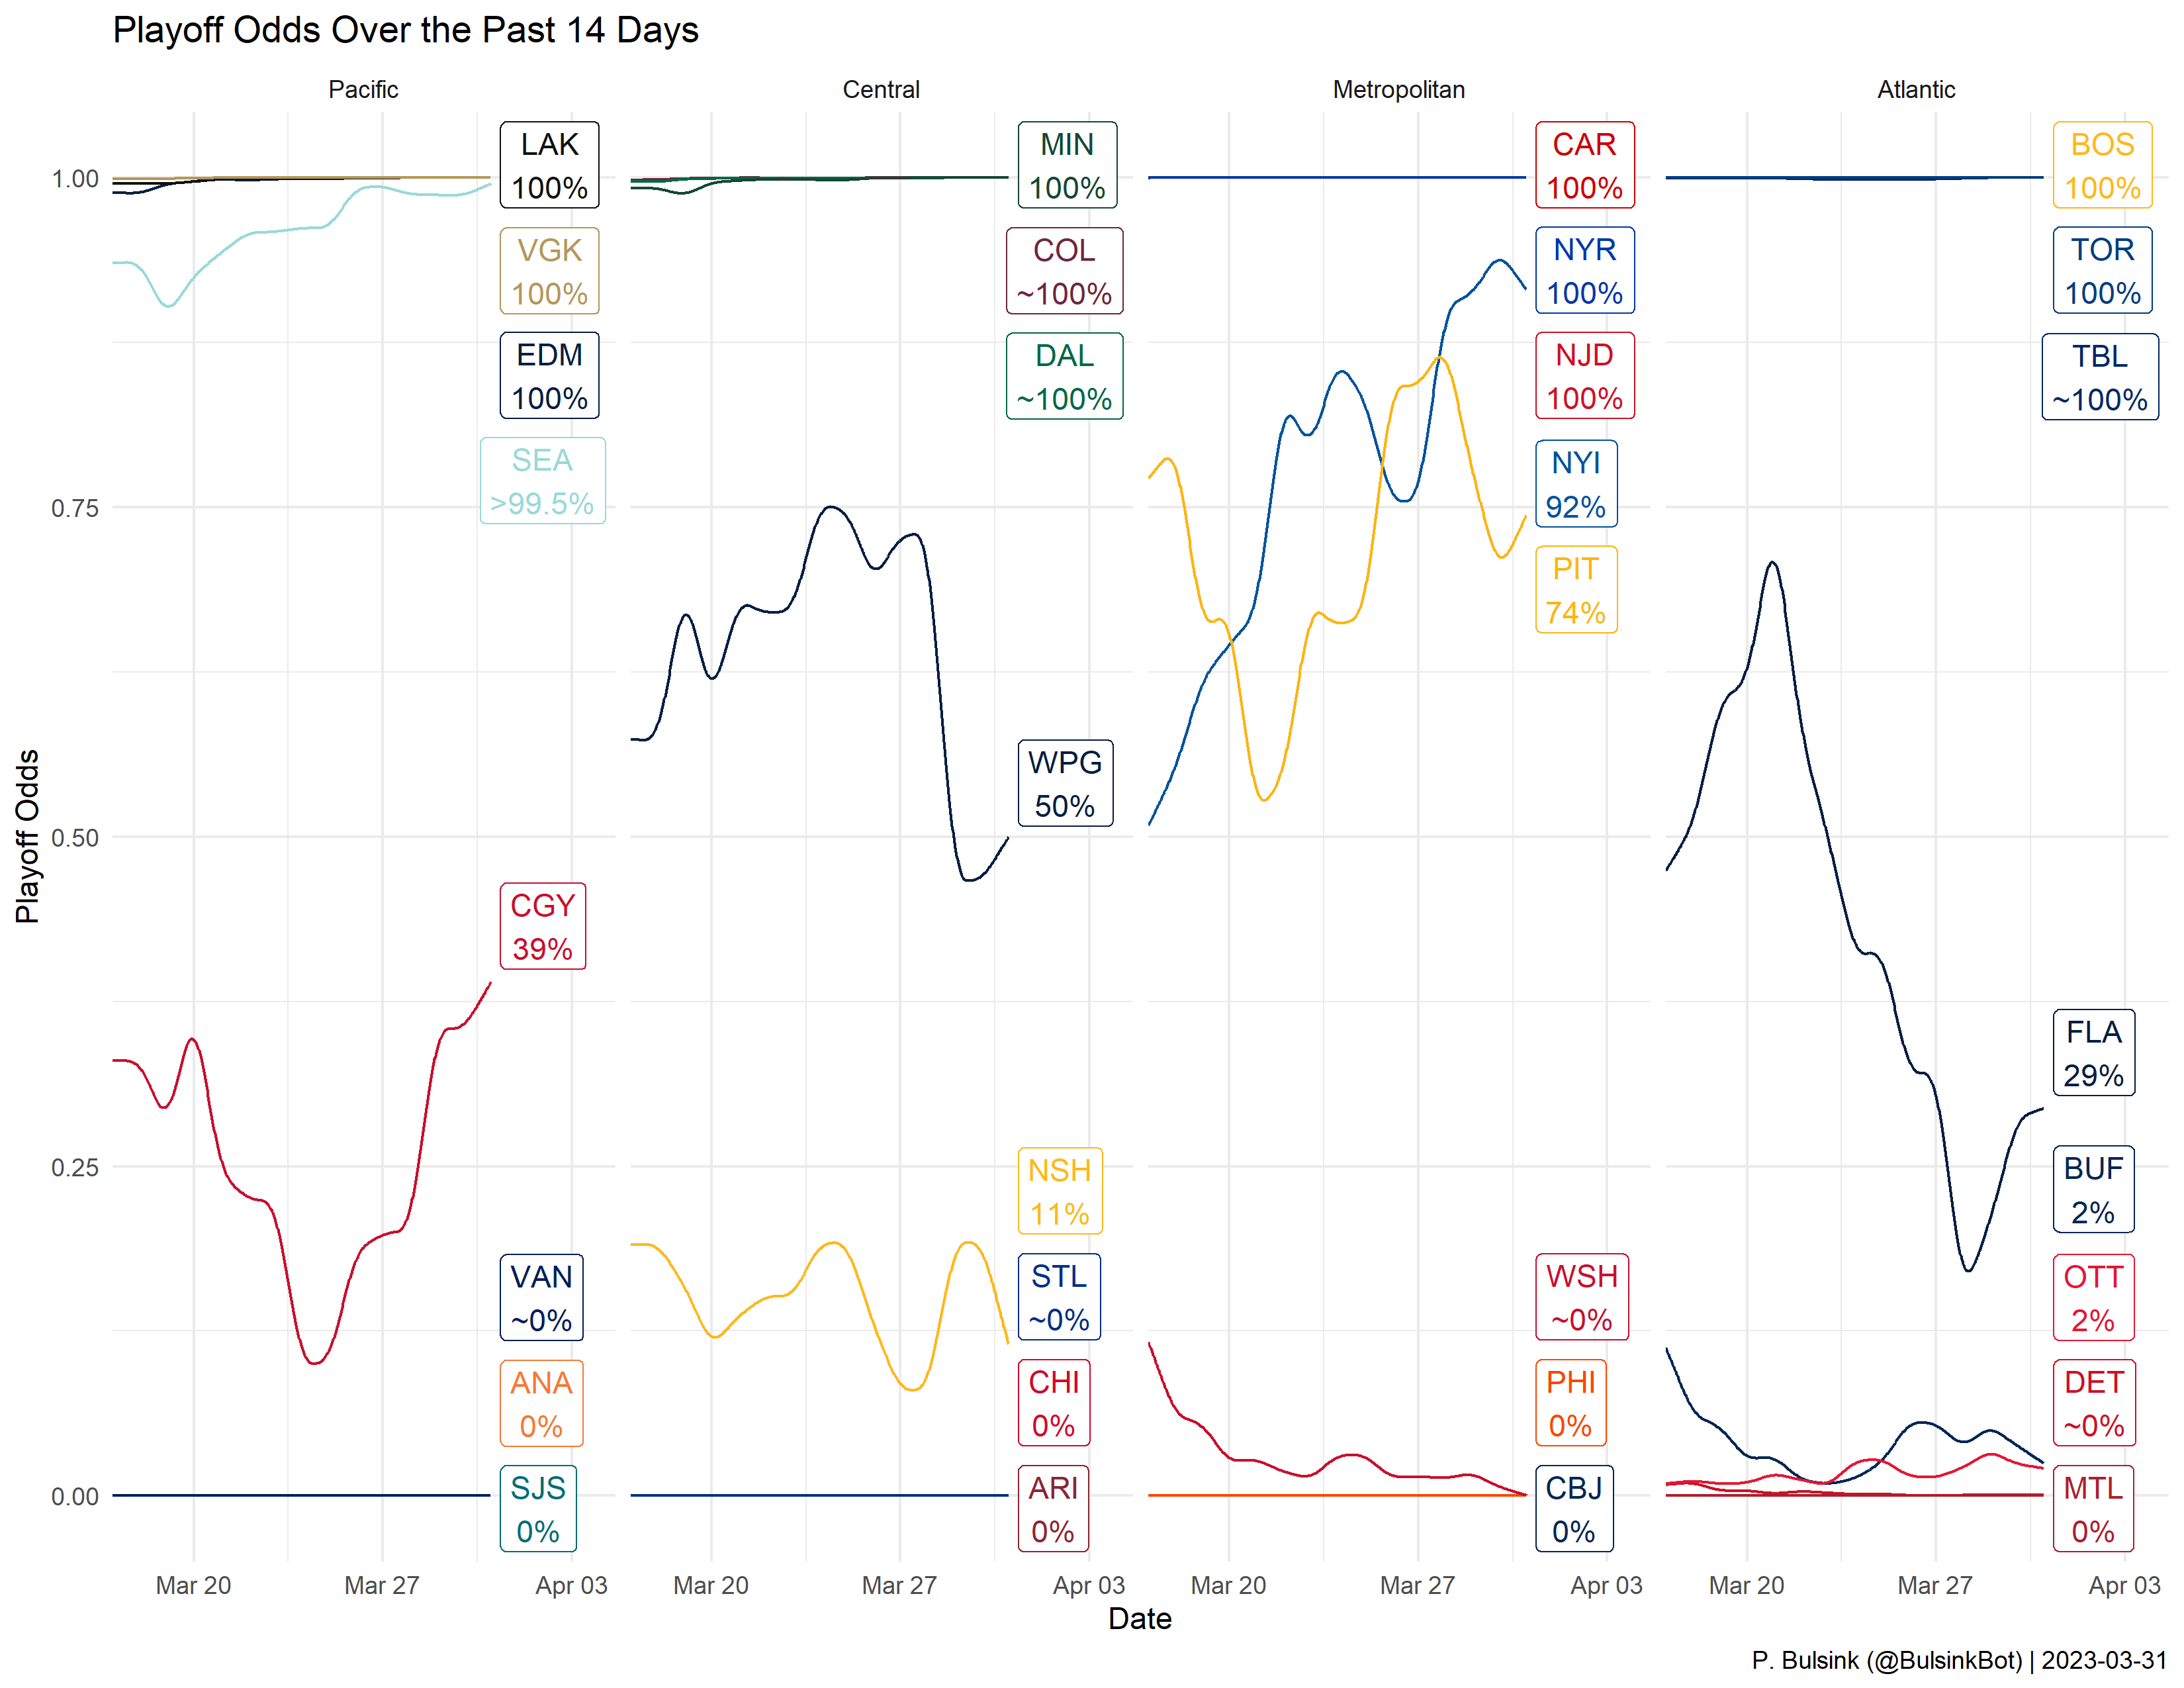 Playoff Odds Over the Past 14 Days
Pacific
Central
Metropolitan
Atlantic
Playoff Odds
1.00
0.75
0.50
0.25
0.00
LAK
100%
VGK
100%
EDM
100%
SEA
>99.5%
CGY
39%
VAN
~0%
ANA
0%
SJS
0%
MIN
100%
COL
~100%
DAL
~100%
WPG
50%
NSH
11%
STL
~0%
CHI
0%
ARI
0%
CAR
100%
NYR
100%
NJD
100%
NYI
92%
PIT
74%
WSH
~0%
PHI
0%
CBJ
0%
BOS
100%
TOR
100%
TBL
~100%
FLA
29%
BUF
2%
OTT
2%
DET
~0%
MTL
0%
Mar 20 Mar 27 Apr 03
Mar 20 Mar 27 Apr 03
Mar 20 Mar 27 Apr 03
Mar 20 Mar 27 Apr 03
Date
P. Bulsink (@BulsinkBot) | 2023-03-31